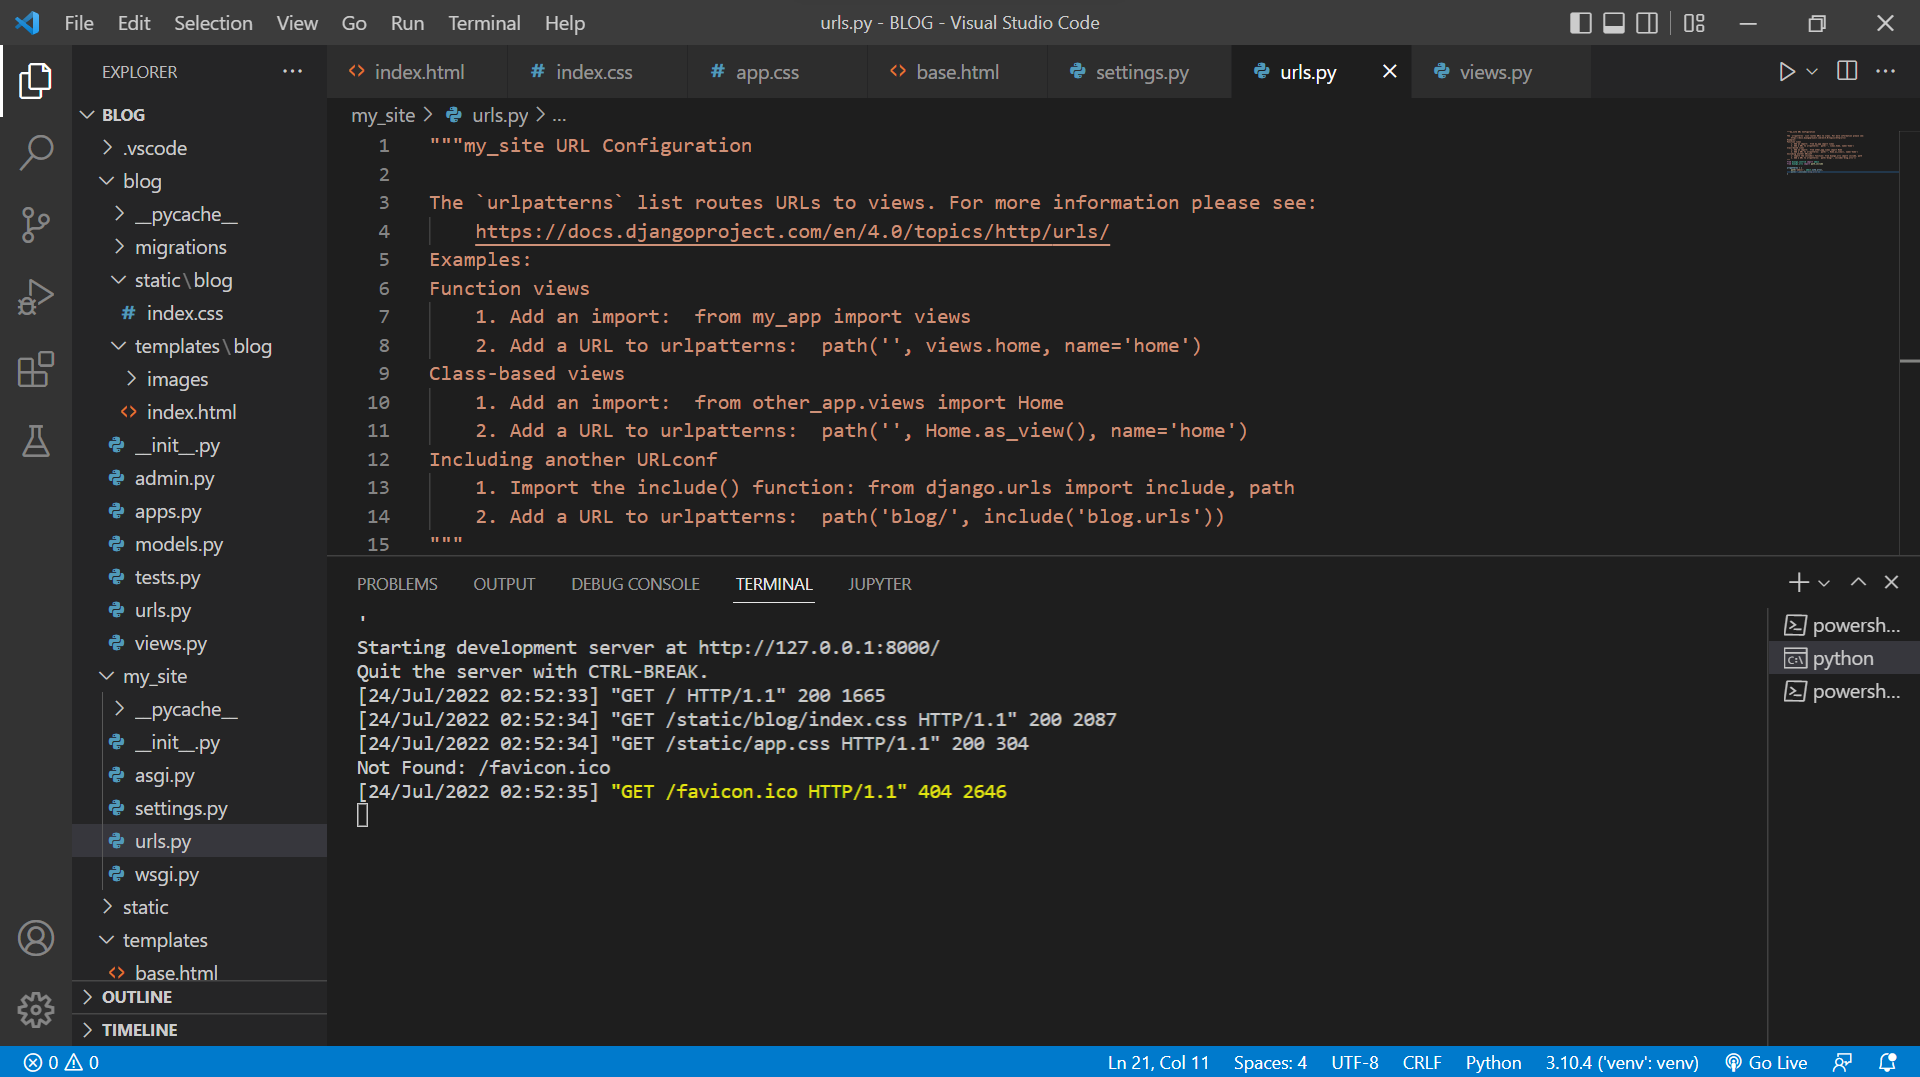 File Edit Selection View Go Run Terminal Help
urls.py - BLOG - Visual Studio Code
EXPLORER
BLOG
.vscode
blog
__pycache__
migrations
static\blog
index.css
templates\blog
images
index.html
__init__.py
admin.py
apps.py
models.py
tests.py
urls.py
views.py
my_site
__pycache__
__init__.py
asgi.py
settings.py
urls.py
wsgi.py
static
templates
base.html
OUTLINE
TIMELINE
index.html index.css app.css base.html settings.py urls.py views.py
my_site > urls.py > ...
1 """my_site URL Configuration
2
3 The `urlpatterns` list routes URLs to views. For more information please see:
4 https://docs.djangoproject.com/en/4.0/topics/http/urls/
5 Examples:
6 Function views
7 1. Add an import:  from my_app import views
8 2. Add a URL to urlpatterns:  path('', views.home, name='home')
9 Class-based views
10 1. Add an import:  from other_app.views import Home
11 2. Add a URL to urlpatterns:  path('', Home.as_view(), name='home')
12 Including another URLconf
13 1. Import the include() function: from django.urls import include, path
14 2. Add a URL to urlpatterns:  path('blog/', include('blog.urls'))
15 """
PROBLEMS OUTPUT DEBUG CONSOLE TERMINAL JUPYTER
'
Starting development server at http://127.0.0.1:8000/
Quit the server with CTRL-BREAK.
[24/Jul/2022 02:52:33] "GET / HTTP/1.1" 200 1665
[24/Jul/2022 02:52:34] "GET /static/blog/index.css HTTP/1.1" 200 2087
[24/Jul/2022 02:52:34] "GET /static/app.css HTTP/1.1" 200 304
Not Found: /favicon.ico
[24/Jul/2022 02:52:35] "GET /favicon.ico HTTP/1.1" 404 2646
powersh...
python
powersh...
0 0
Ln 21, Col 11 Spaces: 4 UTF-8 CRLF Python 3.10.4 ('venv': venv) Go Live